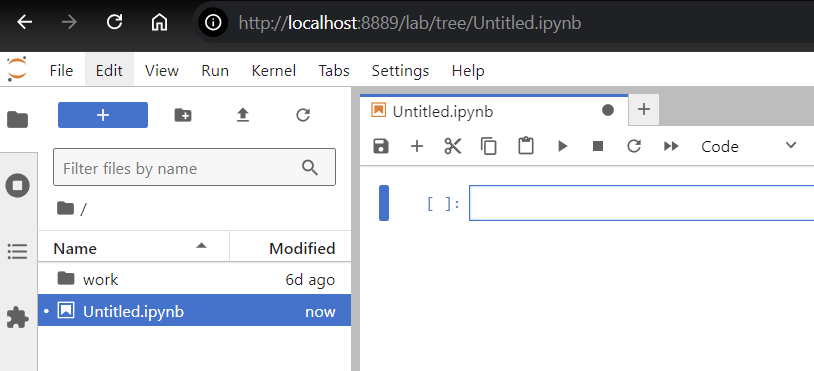 http://localhost:8889/lab/tree/Untitled.ipynb
File Edit View Run Kernel Tabs Settings Help
Untitled.ipynb
Code
Filter files by name
/
Name Modified
work 6d ago
Untitled.ipynb now
[ ]: